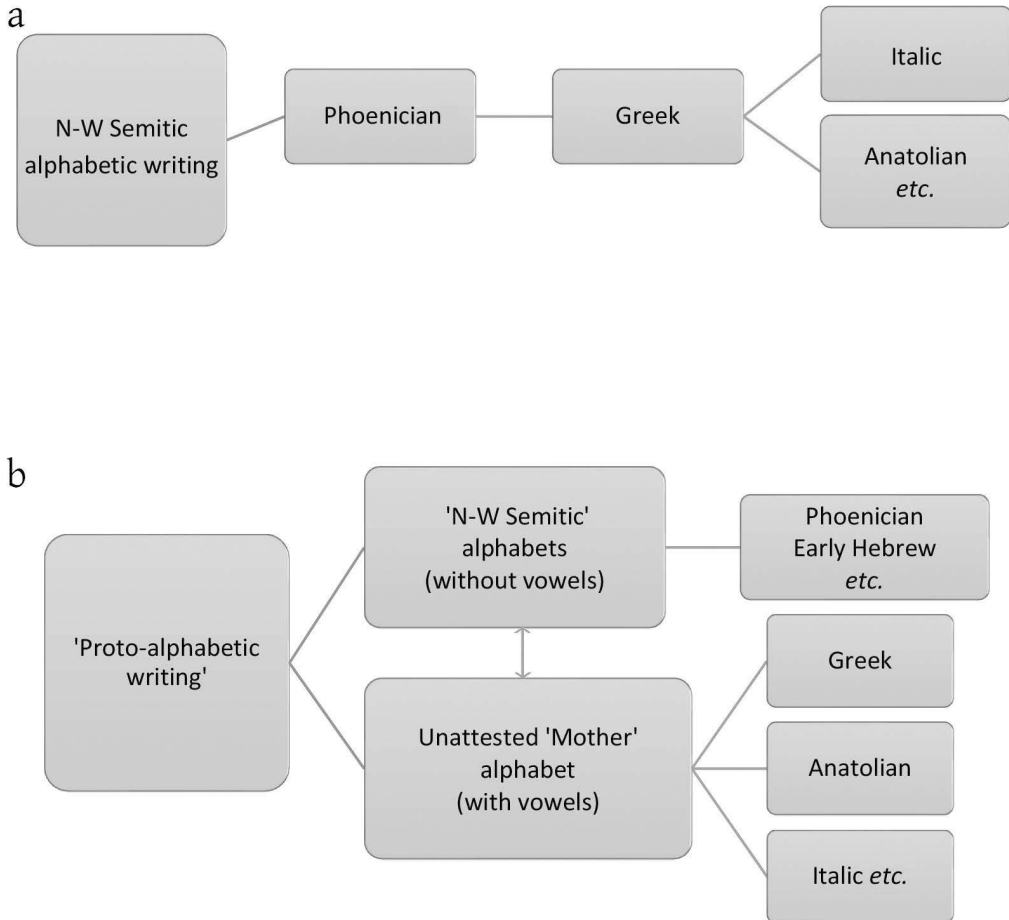 a
N-W Semitic
alphabetic writing
Phoenician
Greek
Italic
Anatolian
etc.
b
'Proto-alphabetic
writing'
'N-W Semitic'
alphabets
(without vowels)
Unattested 'Mother'
alphabet
(with vowels)
Phoenician
Early Hebrew
etc.
Greek
Anatolian
Italic etc.